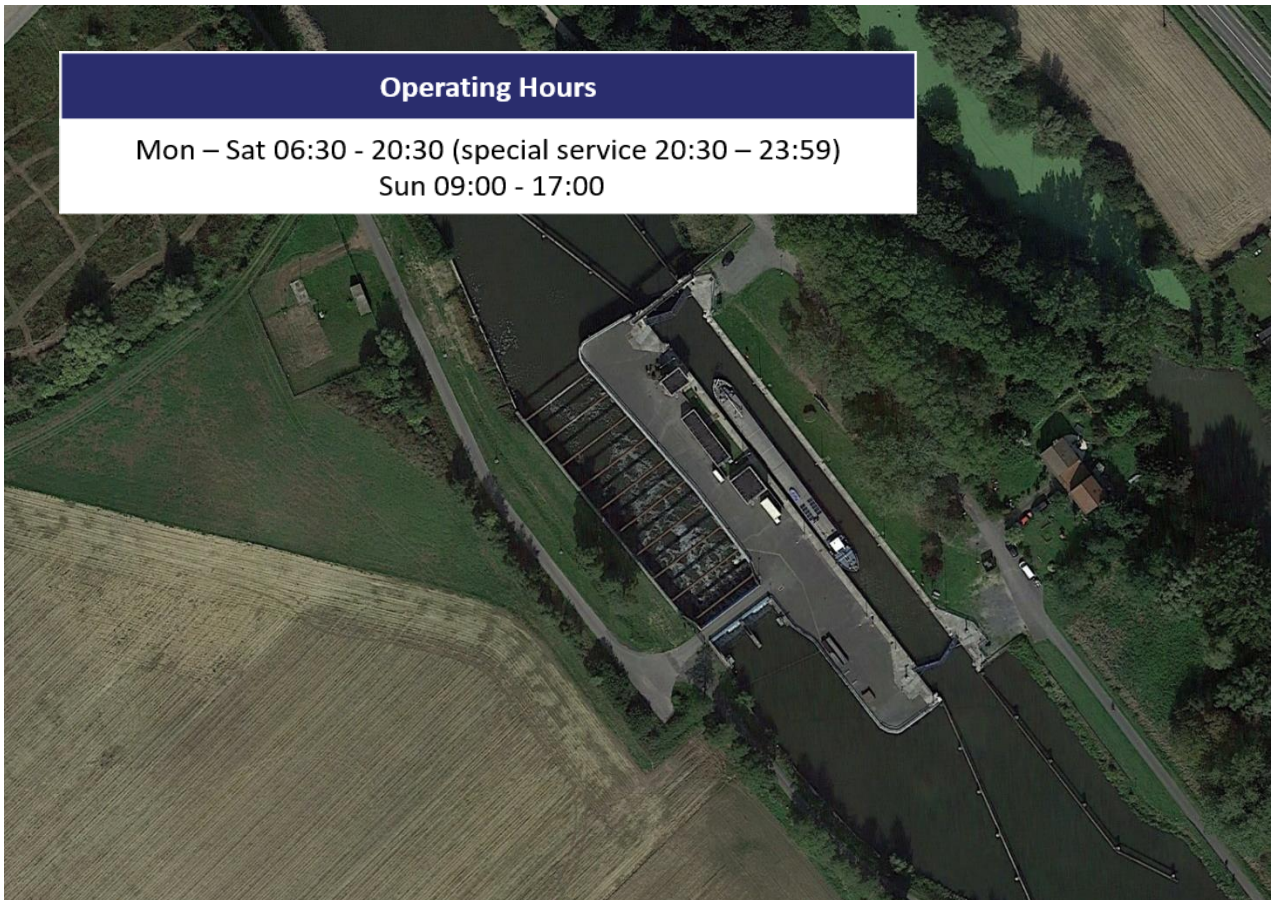 Operating Hours
Mon – Sat 06:30 - 20:30 (special service 20:30 – 23:59)
Sun 09:00 - 17:00